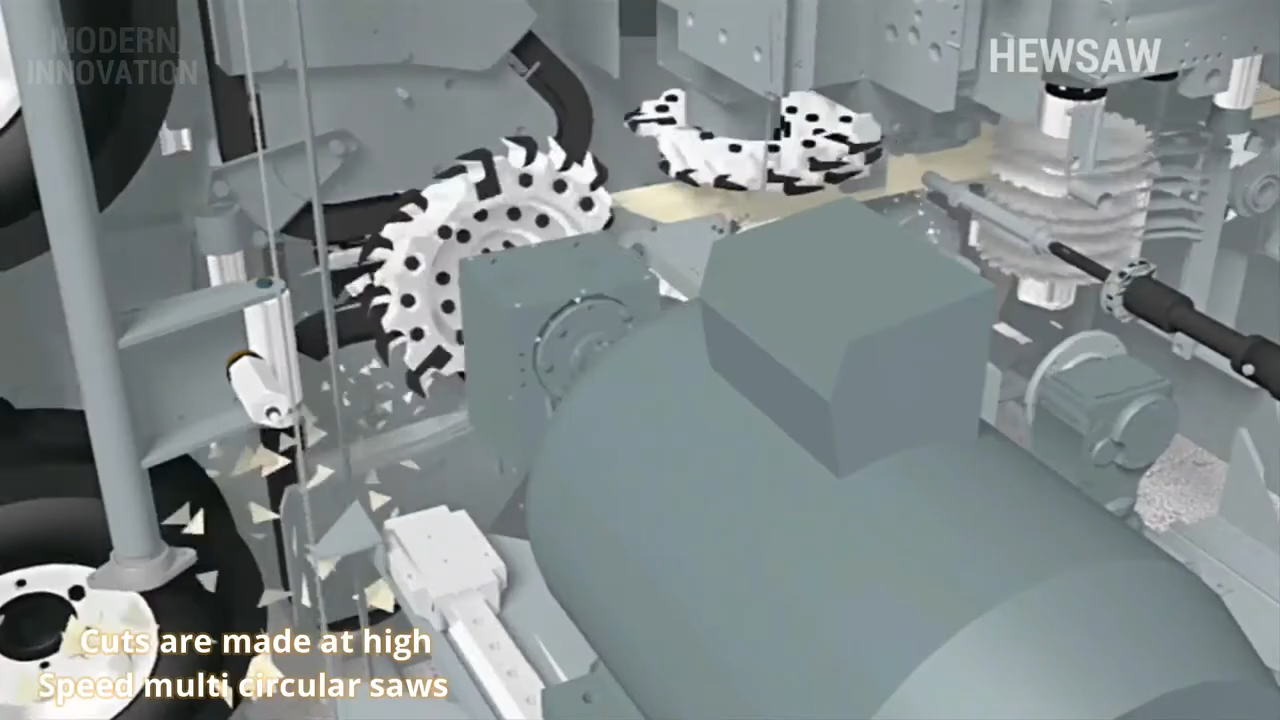 MODERN
INNOVATION
HEWSAW
Cuts are made at high
Speed multi circular saws